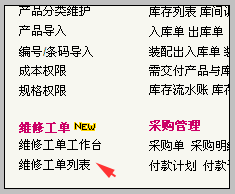 产品分类维护
产品导入
编号/条码导入
成本权限
规格权限
维修工单 NEW
维修工单工作台
维修工单列表
库存列表 库间
入库单 出库单
装配出入库单 装
需交付产品与库
库存流水账 库存
采购管理
采购单 采购明细
付款计划 付款